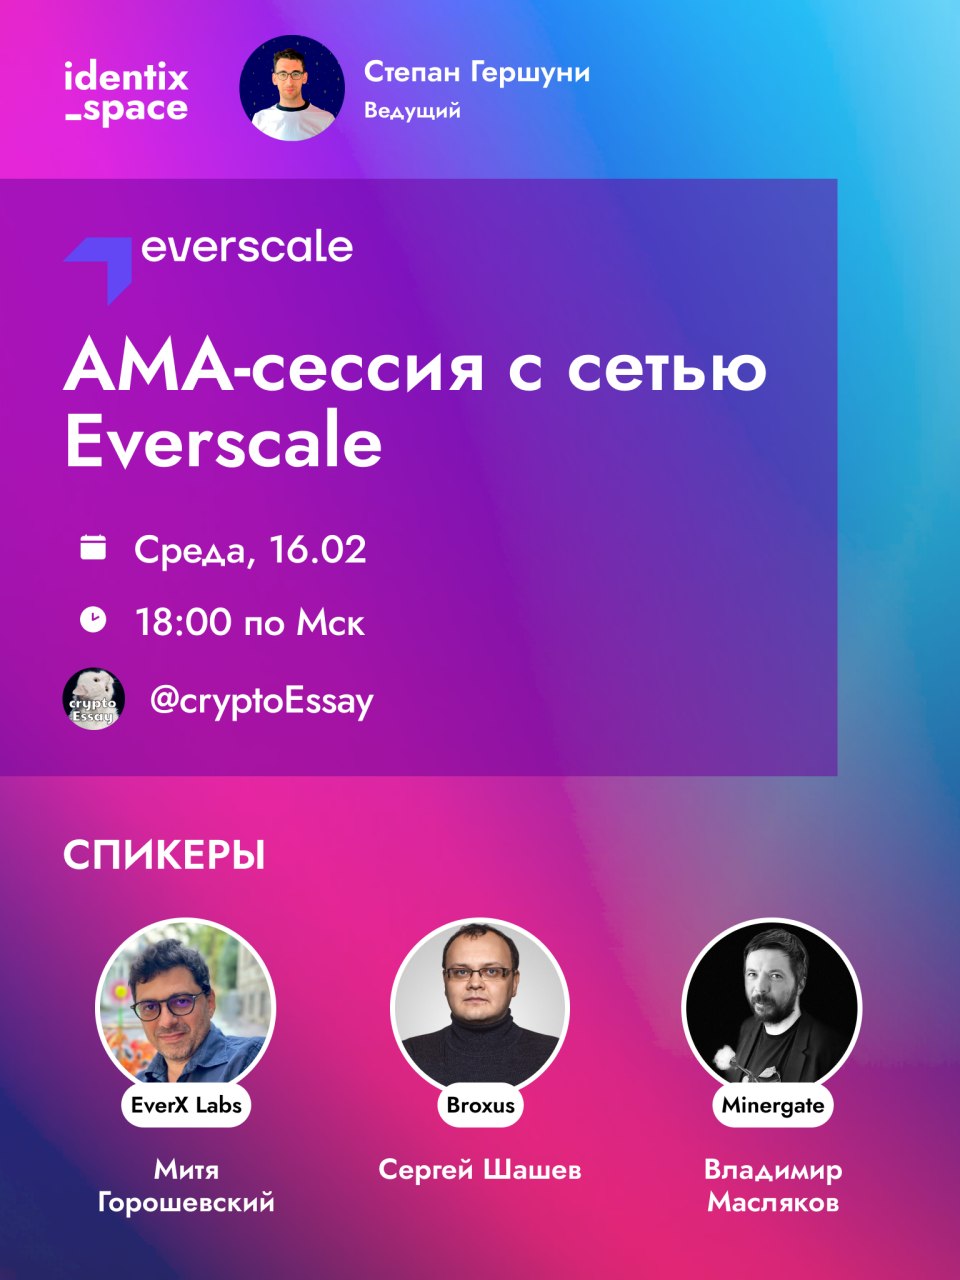 identix
_space
Степан Гершуни
Ведущий
everscale
АМА-сессия с сетью
Everscale
Среда, 16.02
18:00 по Мск
crypto
Essay
@cryptoEssay
СПИКЕРЫ
EverX Labs
Broxus
Minergate
Митя
Горошевский
Сергей Шашев
Владимир
Масляков